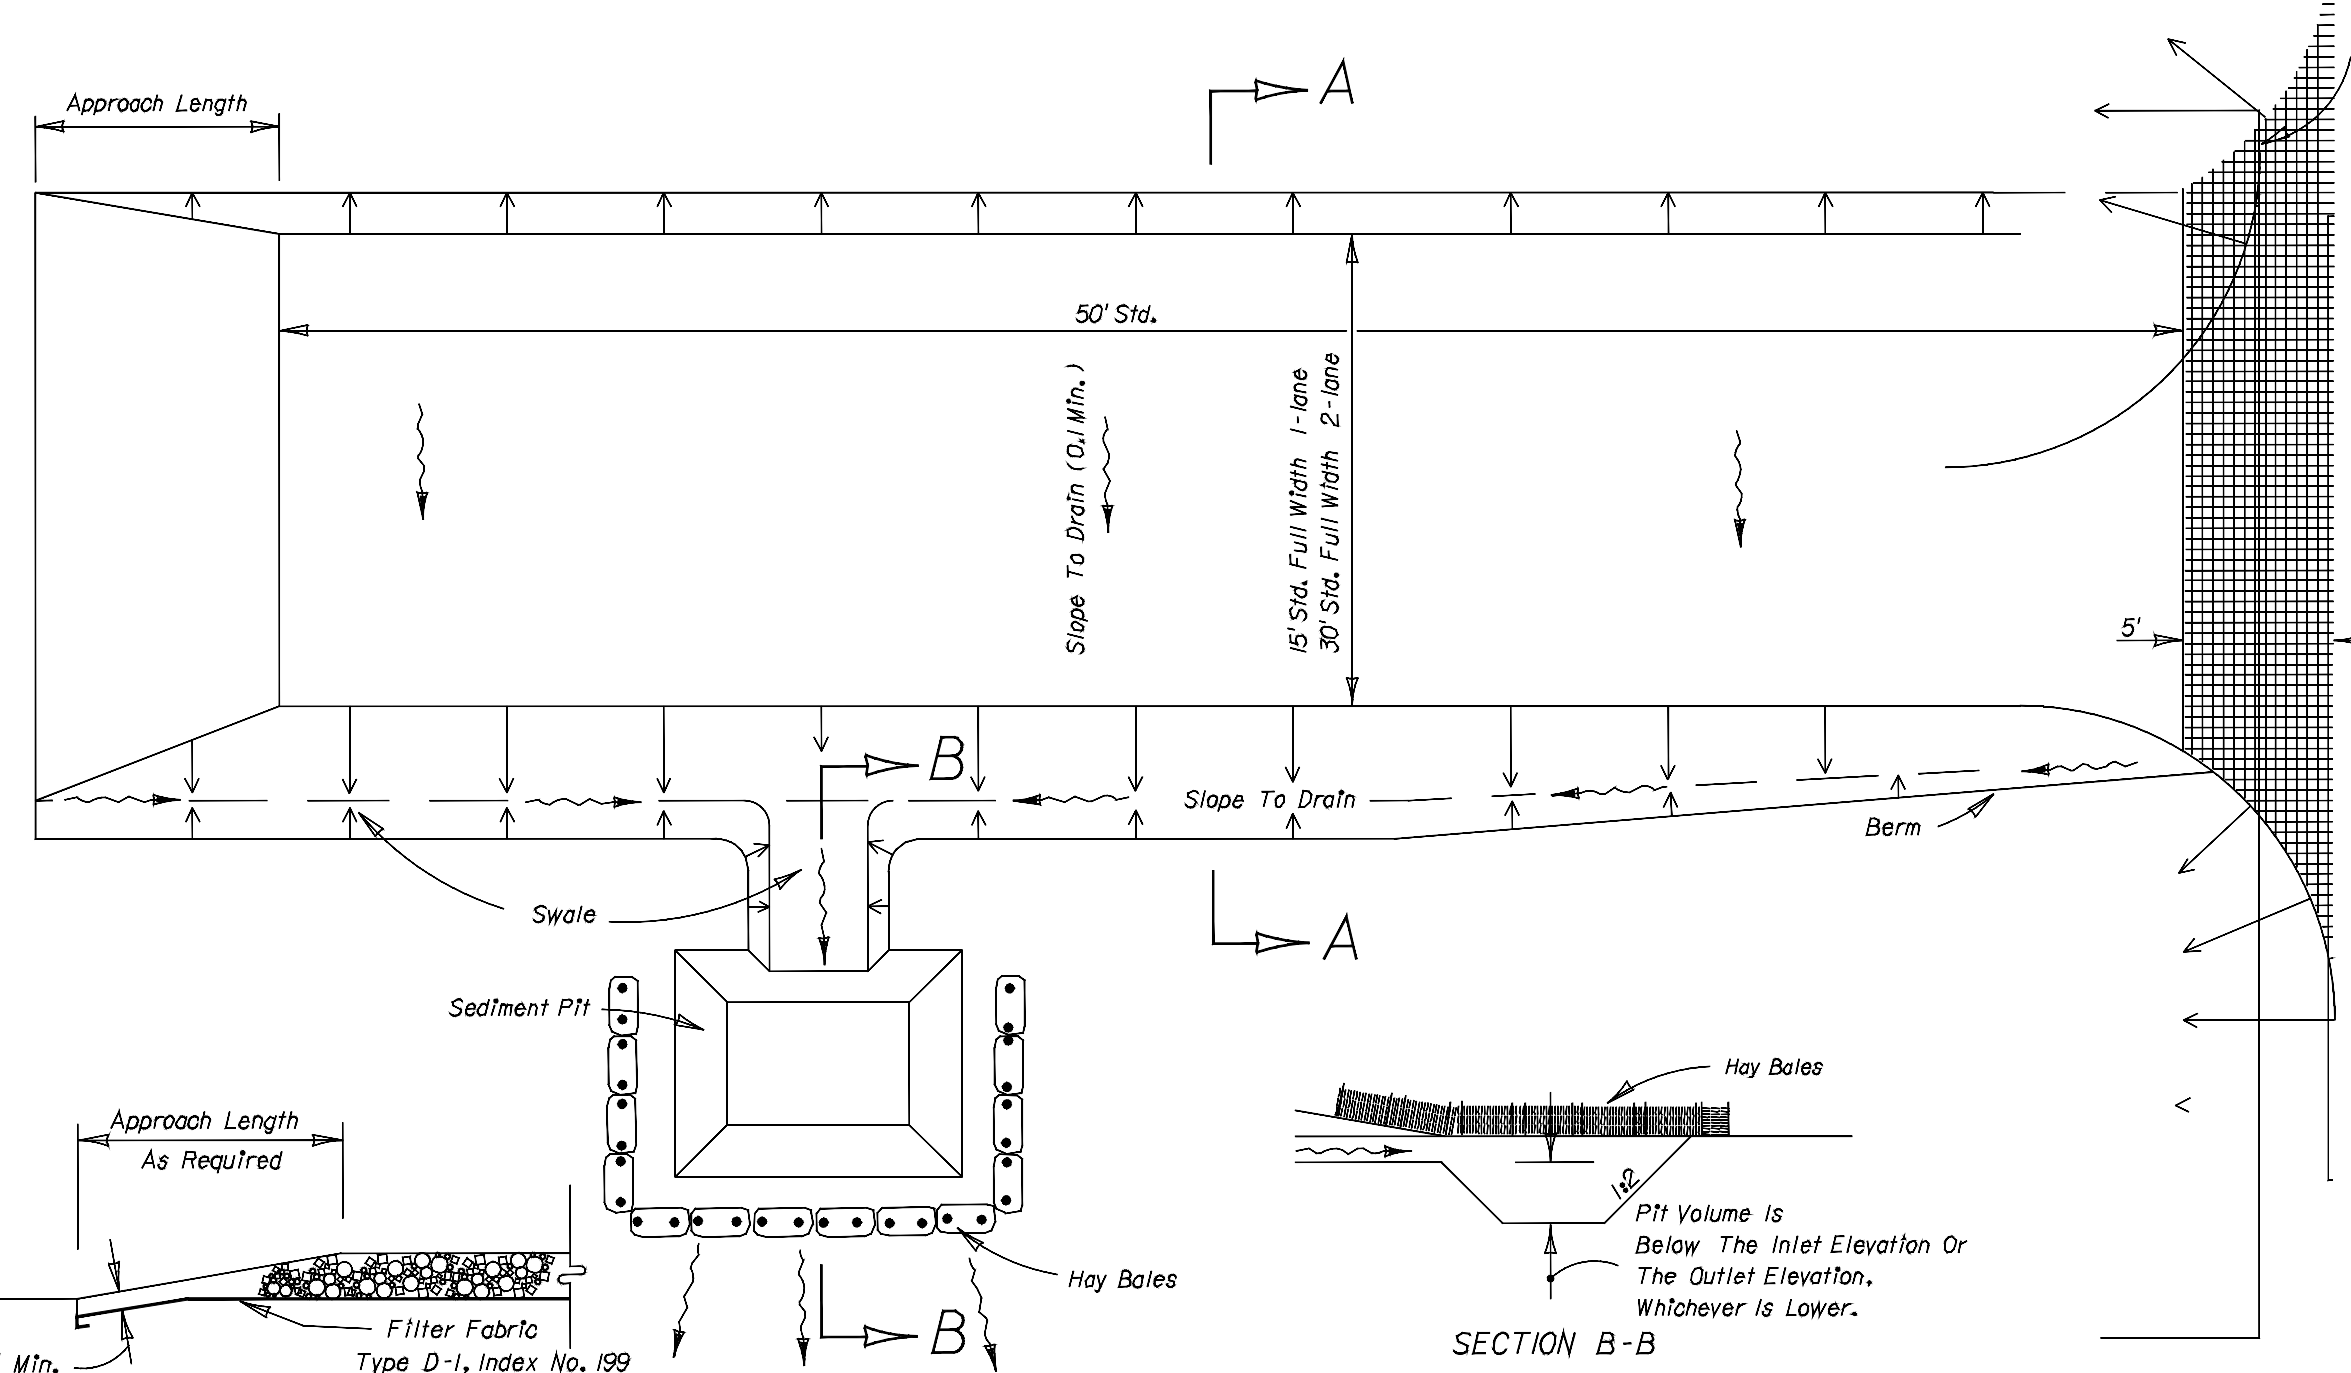 Approach Length
A
50' Std.
Slope To Drain (0.1 Min.)
15' Std. Full Width 1-lane
30' Std. Full Width 2-lane
5'
B
Slope To Drain
Berm
Swale
A
Sediment Pit
Hay Bales
Approach Length
As Required
1:2
Pit Volume Is
Below The Inlet Elevation Or
The Outlet Elevation,
Whichever Is Lower.
Hay Bales
Filter Fabric
Type D-1, Index No. 199
Min.
B
SECTION B-B